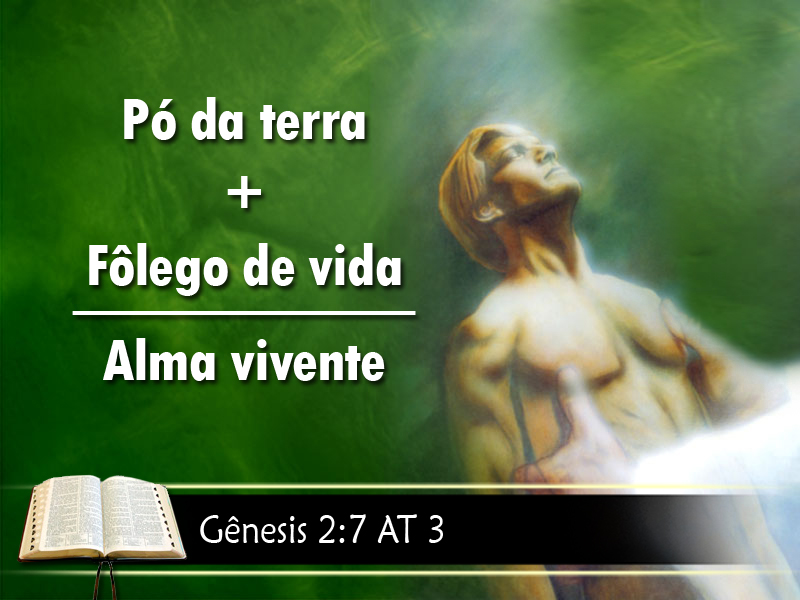 Pó da terra
+
Fôlego de vida
Alma vivente
Gênesis 2:7 AT 3